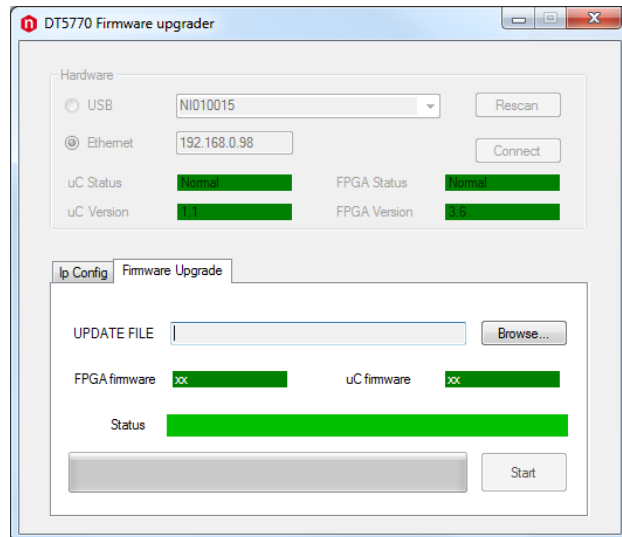 DT5770 Firmware upgrader
Hardware
USB NI010015 Rescan
Ethernet 192.168.0.98 Connect
uC Status Normal FPGA Status Normal
uC Version 1.1 FPGA Version 3.6
Ip Config Firmware Upgrade
UPDATE FILE Browse...
FPGA firmware xx uC firmware xx
Status
Start